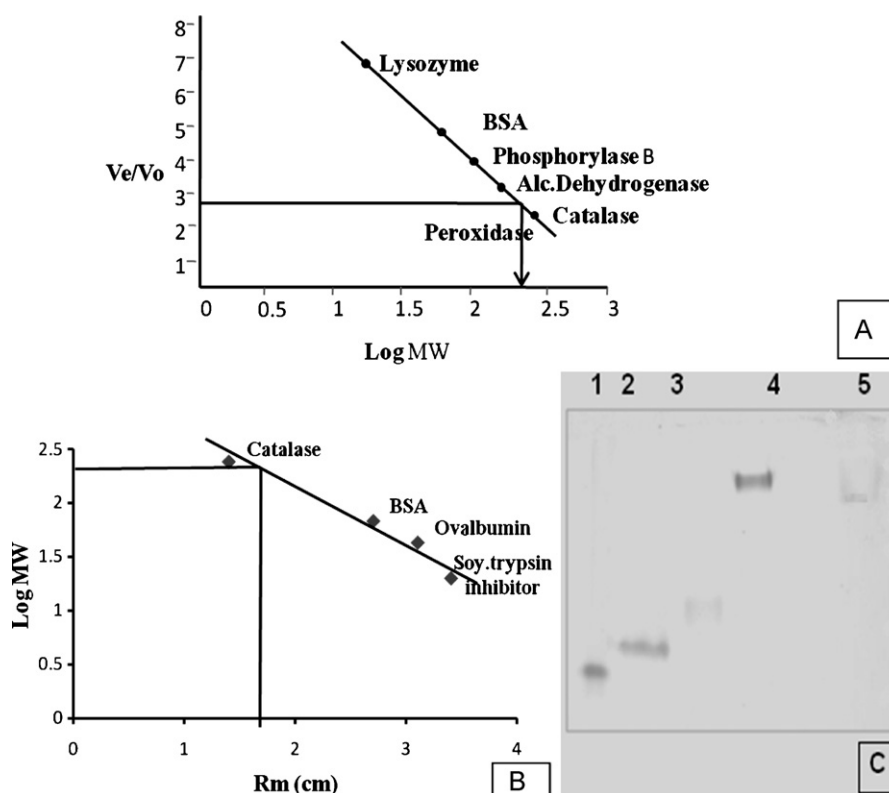 8
7
Lysozyme
6
5
BSA
Ve/Vo
4
Phosphorylase B
Alc.Dehydrogenase
3
Catalase
Peroxidase
2
1
0 0.5 1 1.5 2 2.5 3
Log MW
A
2.5
Catalase
2
BSA
Ovalbumin
1.5
Soy.trypsin
inhibitor
Log MW
1
0.5
0
0 1 2 3 4
Rm (cm)
B
1 2 3 4 5
C